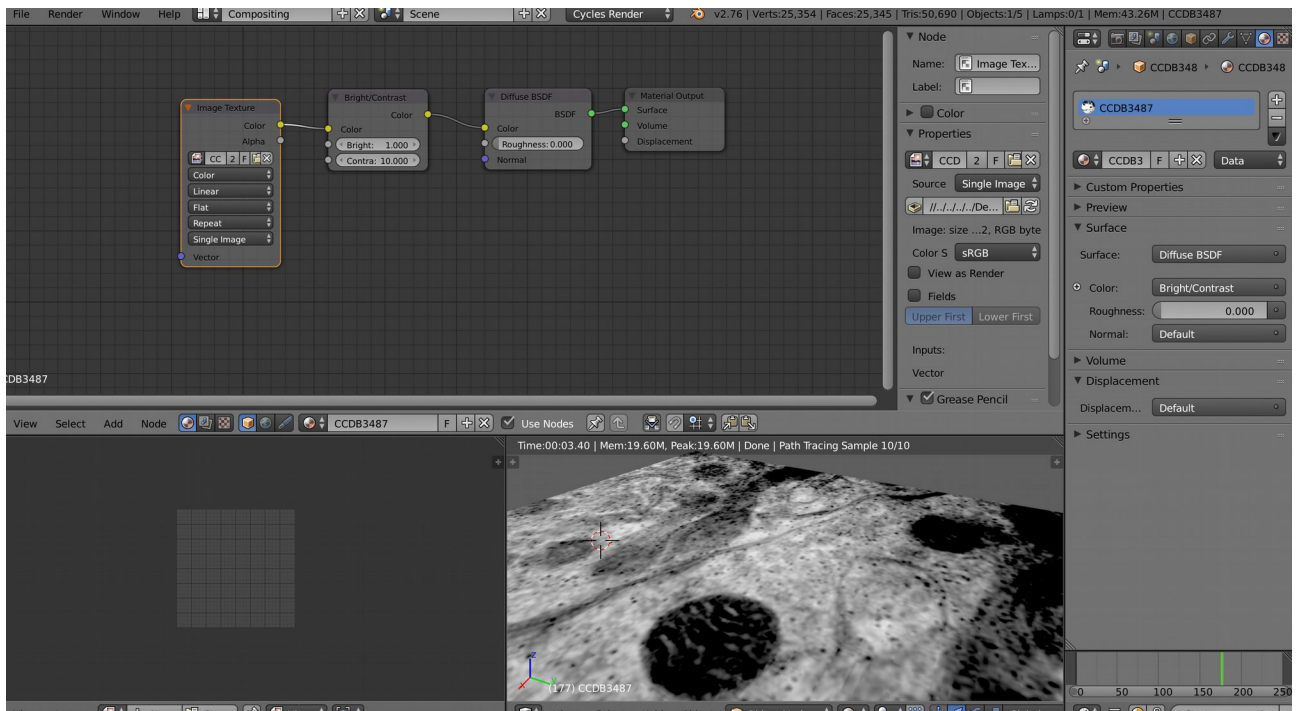 File Render Window Help Compositing Scene Cycles Render v2.76 | Verts:25,354 | Faces:25,345 | Tris:50,690 | Objects:1/5 | Lamps:0/1 | Mem:43.26M | CCDB3487
Image Texture
Color
Alpha
CC 2 F
Color
Linear
Flat
Repeat
Single Image
Vector
Bright/Contrast
Color
Color
Bright: 1.000
Contra: 10.000
Diffuse BSDF
BSDF
Color
Roughness: 0.000
Normal
Material Output
Surface
Volume
Displacement
CDB3487
Node
Name: Image Tex...
Label:
Color
Properties
CCD 2 F
Source Single Image
//../../../../De...
Image: size ...2, RGB byte
Color S sRGB
View as Render
Fields
Upper First Lower First
Inputs:
Vector
Grease Pencil
CCDB348 CCDB348
CCDB3487
CCDB3 F Data
Custom Properties
Preview
Surface
Surface: Diffuse BSDF
Color: Bright/Contrast
Roughness: 0.000
Normal: Default
Volume
Displacement
Displacem... Default
Settings
View Select Add Node CCDB3487 F Use Nodes
Time:00:03.40 | Mem:19.60M, Peak:19.60M | Done | Path Tracing Sample 10/10
z
(177) CCDB3487
0 50 100 150 200 250